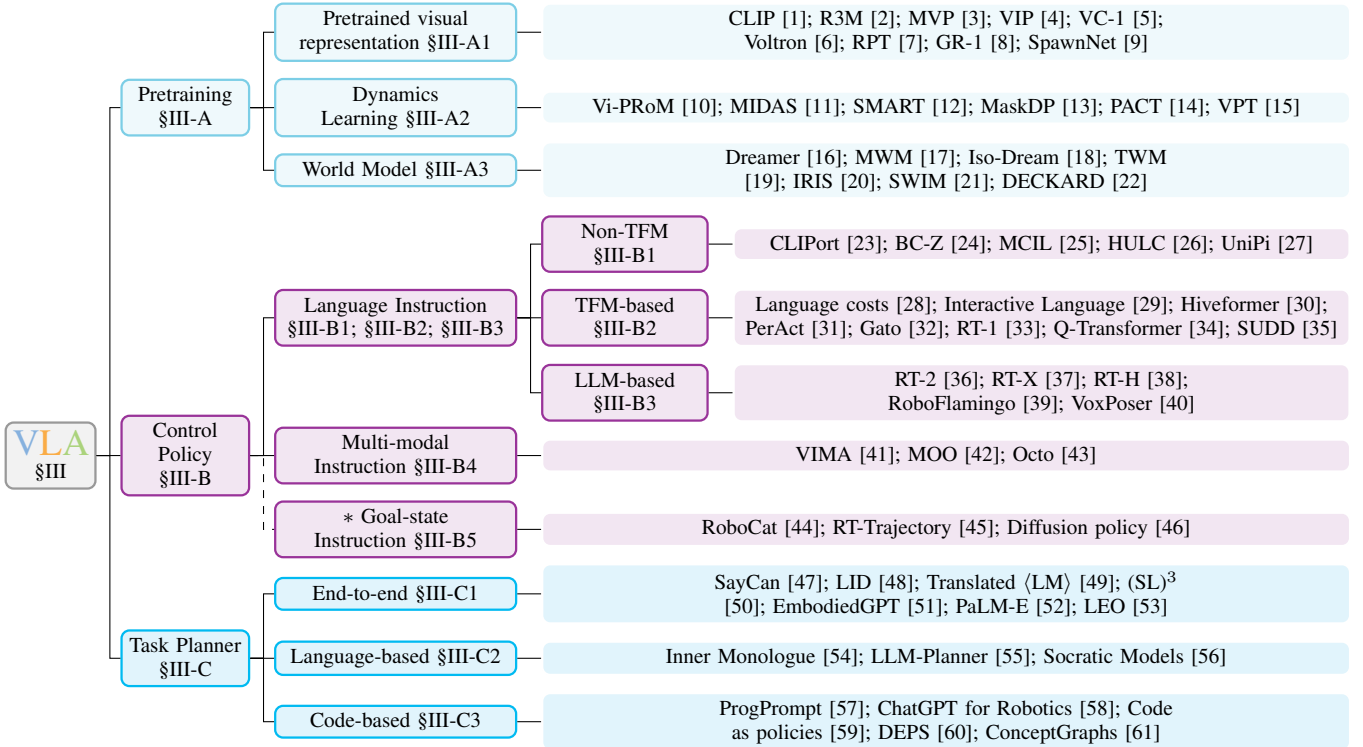 VLA
§III
Pretraining
§III-A
Pretrained visual
representation §III-A1
CLIP [1]; R3M [2]; MVP [3]; VIP [4]; VC-1 [5];
Voltron [6]; RPT [7]; GR-1 [8]; SpawnNet [9]
Dynamics
Learning §III-A2
Vi-PRoM [10]; MIDAS [11]; SMART [12]; MaskDP [13]; PACT [14]; VPT [15]
World Model §III-A3
Dreamer [16]; MWM [17]; Iso-Dream [18]; TWM
[19]; IRIS [20]; SWIM [21]; DECKARD [22]
Control
Policy
§III-B
Language Instruction
§III-B1; §III-B2; §III-B3
Non-TFM
§III-B1
CLIPort [23]; BC-Z [24]; MCIL [25]; HULC [26]; UniPi [27]
TFM-based
§III-B2
Language costs [28]; Interactive Language [29]; Hiveformer [30];
PerAct [31]; Gato [32]; RT-1 [33]; Q-Transformer [34]; SUDD [35]
LLM-based
§III-B3
RT-2 [36]; RT-X [37]; RT-H [38];
RoboFlamingo [39]; VoxPoser [40]
Multi-modal
Instruction §III-B4
VIMA [41]; MOO [42]; Octo [43]
∗ Goal-state
Instruction §III-B5
RoboCat [44]; RT-Trajectory [45]; Diffusion policy [46]
Task Planner
§III-C
End-to-end §III-C1
SayCan [47]; LID [48]; Translated ⟨LM⟩ [49]; (SL)³
[50]; EmbodiedGPT [51]; PaLM-E [52]; LEO [53]
Language-based §III-C2
Inner Monologue [54]; LLM-Planner [55]; Socratic Models [56]
Code-based §III-C3
ProgPrompt [57]; ChatGPT for Robotics [58]; Code
as policies [59]; DEPS [60]; ConceptGraphs [61]